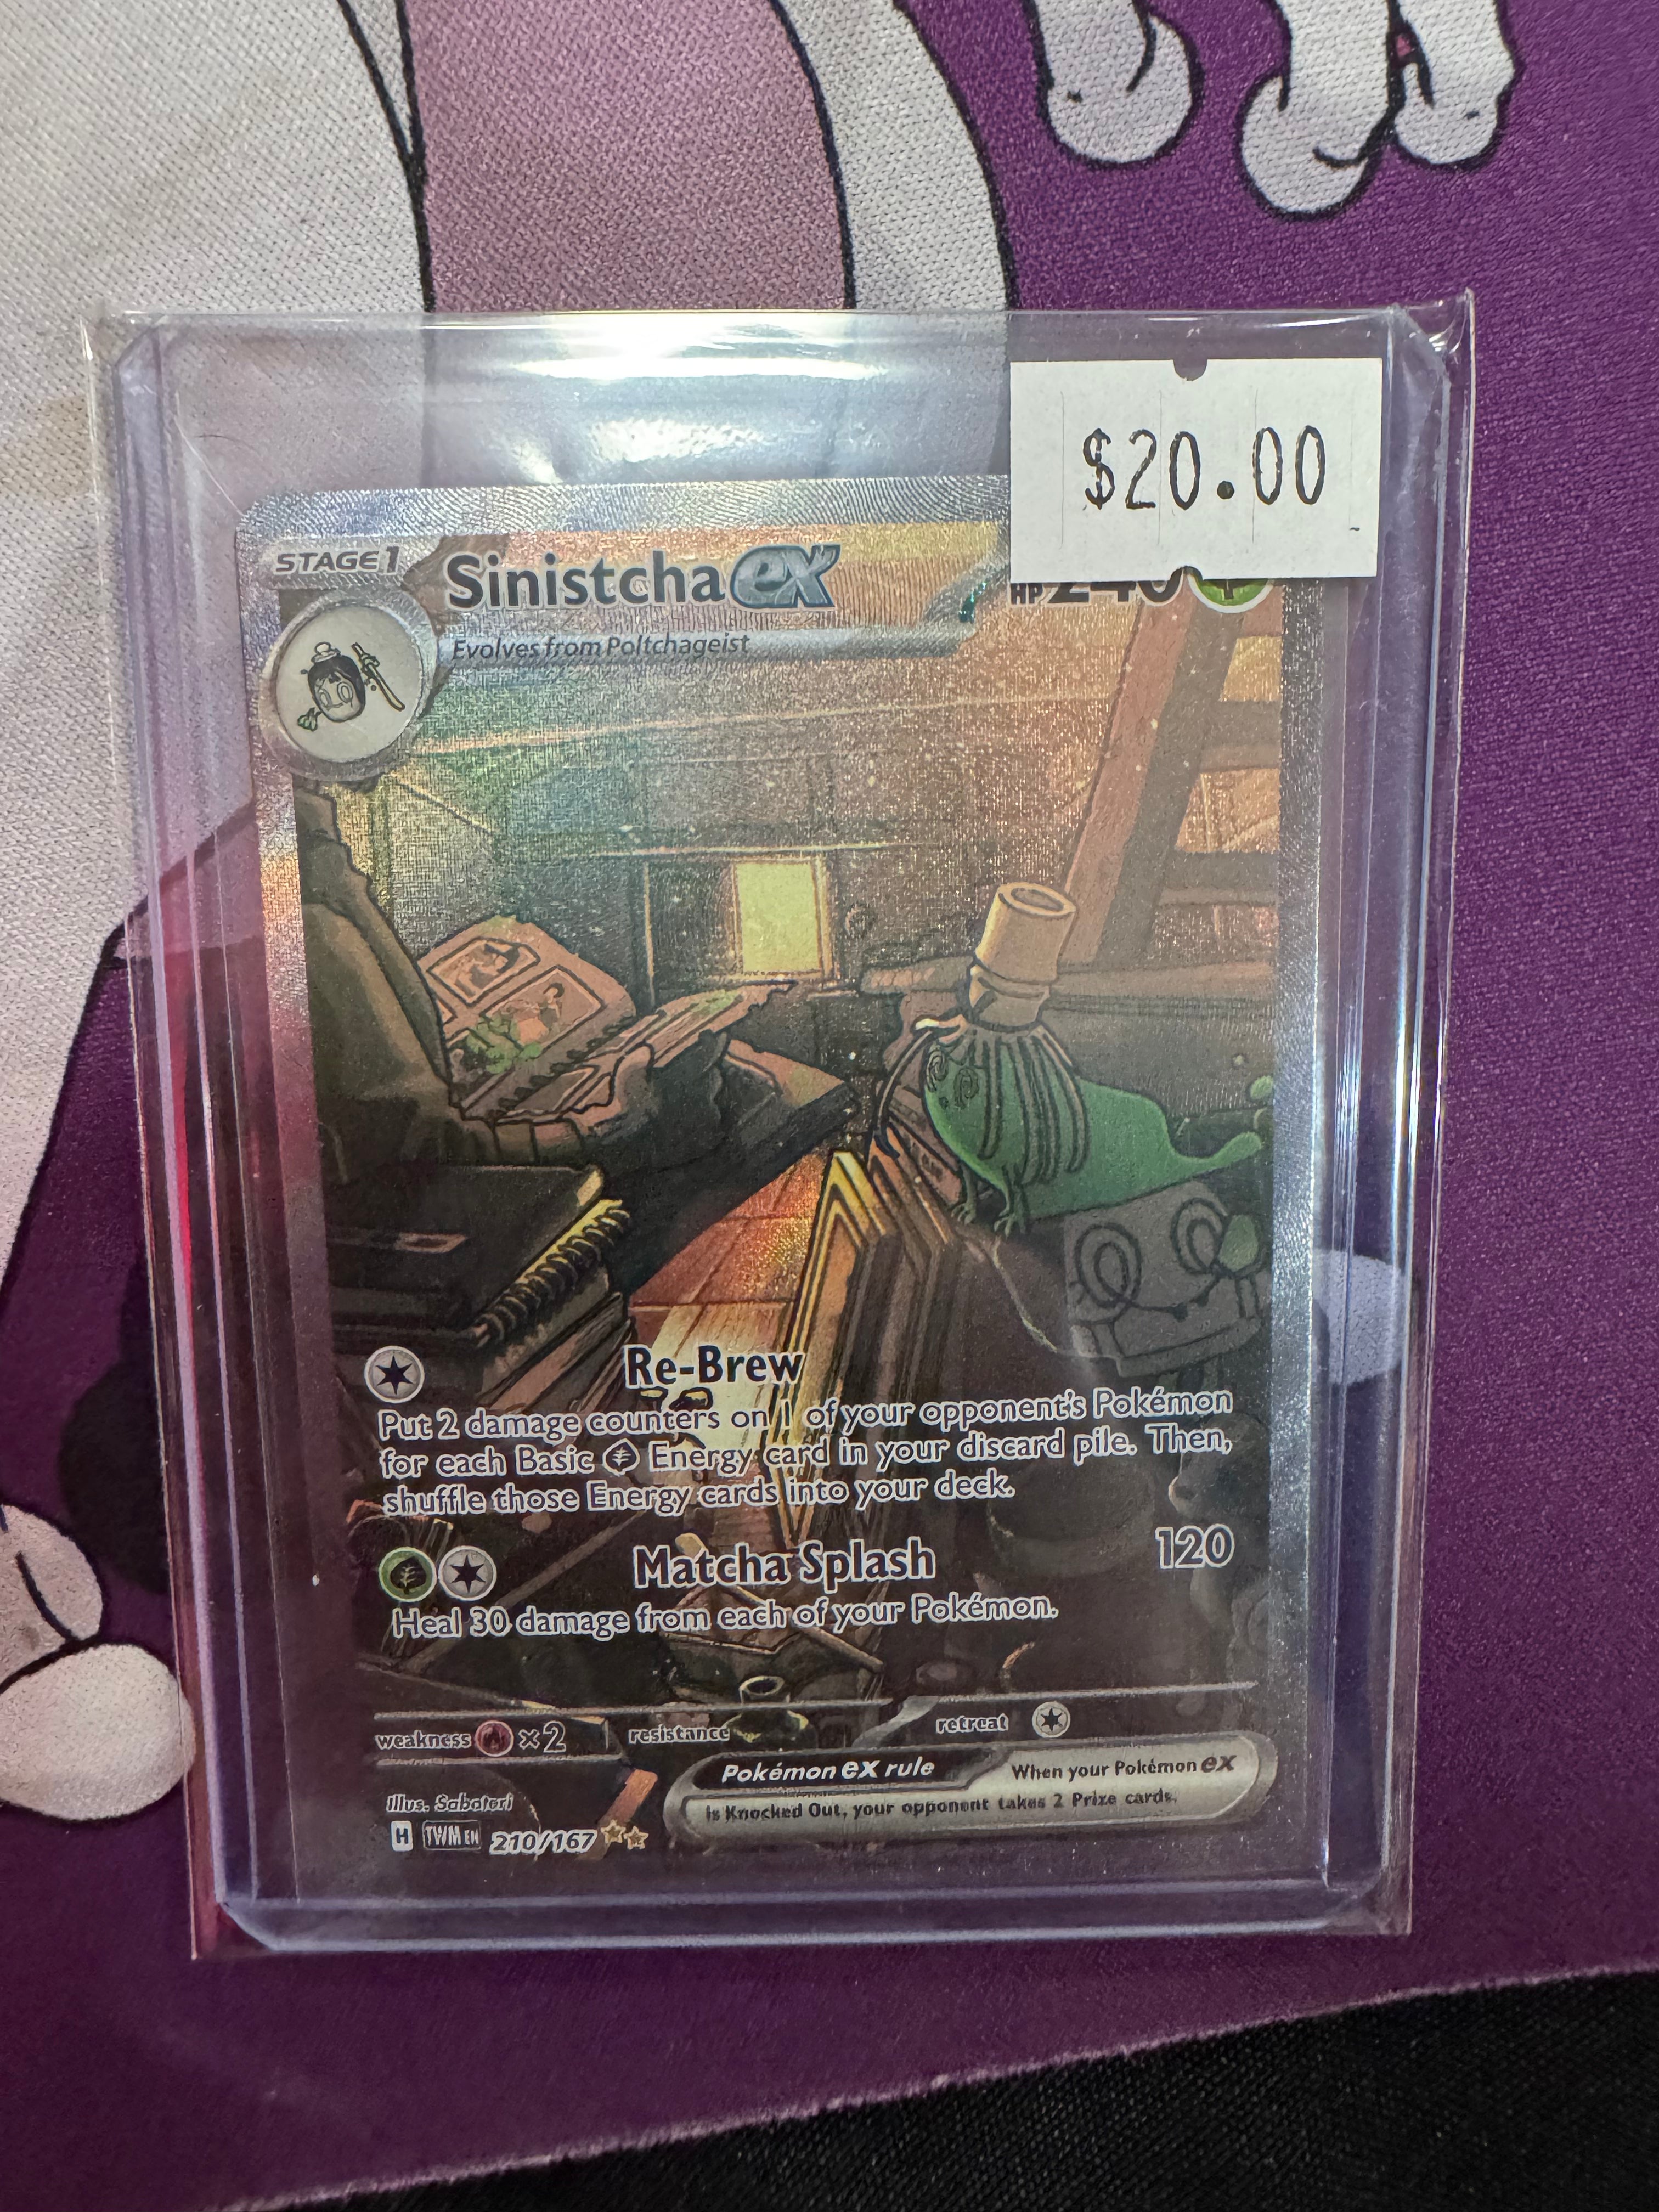 $20.00
STAGE1
Sinistcha ex
HP 240
Evolves from Poltchageist
Re-Brew
Put 2 damage counters on 1 of your opponent's Pokémon
for each Basic Energy card in your discard pile. Then,
shuffle those Energy cards into your deck.
Matcha Splash 120
Heal 30 damage from each of your Pokémon.
weakness ×2 resistance retreat
Pokémon ex rule When your Pokémon ex
is Knocked Out, your opponent takes 2 Prize cards.
Illus. Saboteri
H TWM EN 210/167